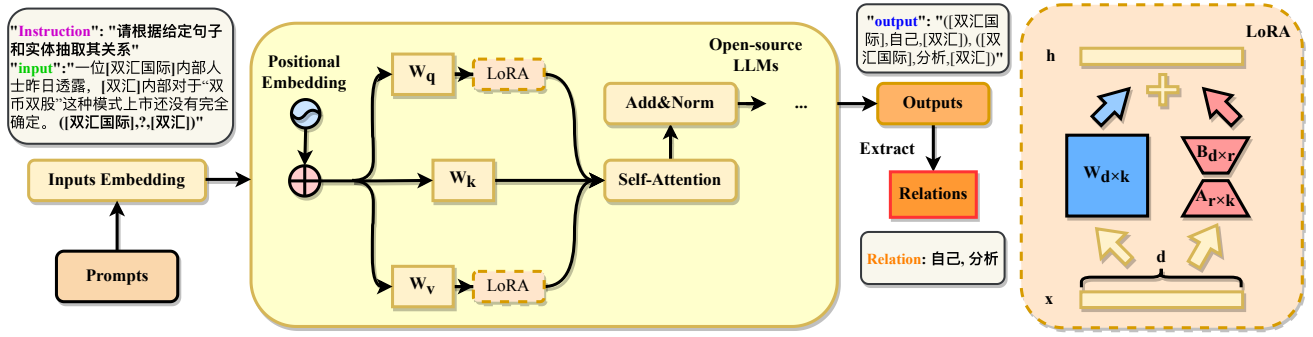 "Instruction": "请根据给定句子
和实体抽取其关系"
"input":"一位[双汇国际]内部人
士昨日透露，[双汇]内部对于“双
币双股”这种模式上市还没有完全
确定。([双汇国际],?,[双汇])"
Inputs Embedding
Prompts
Positional
Embedding
Wq
LoRA
Wk
Wv
LoRA
Open-source
LLMs
Add&Norm
...
Self-Attention
"output": "([双汇国
际],自己,[双汇]), ([双
汇国际],分析,[双汇])"
Outputs
Extract
Relations
Relation: 自己, 分析
LoRA
h
Wd×k
Bd×r
Ar×k
d
x